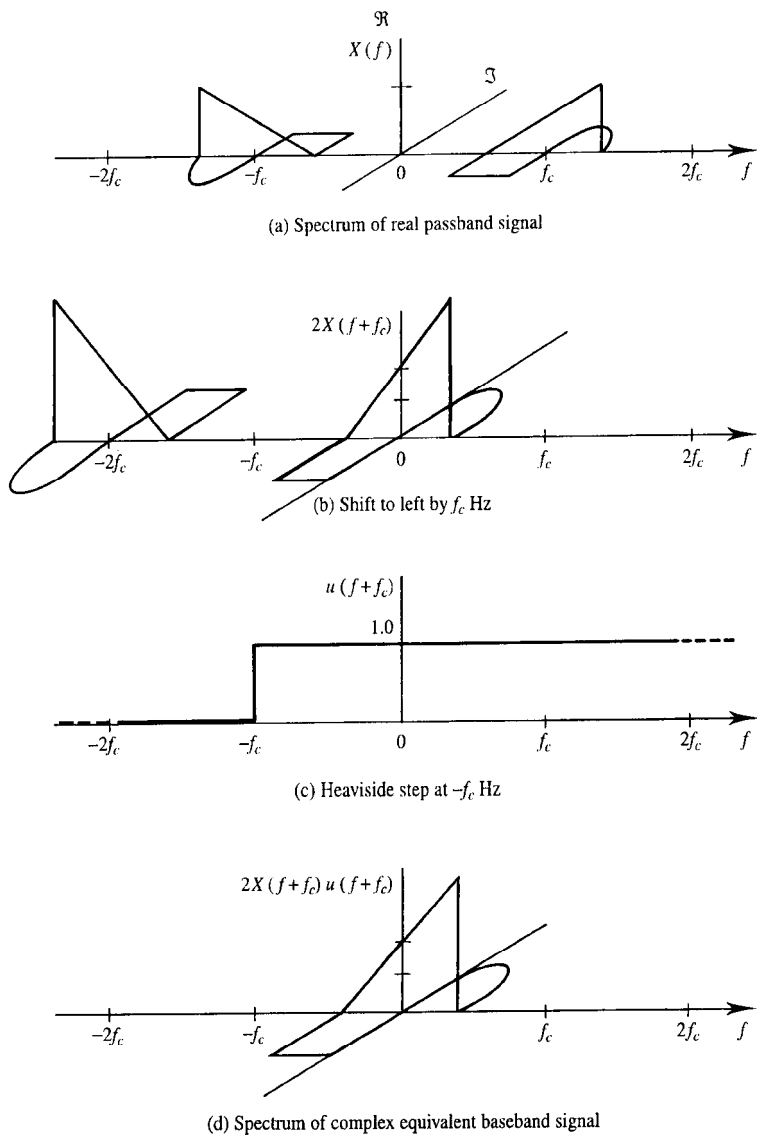 ℜ
X(f)
ℑ
−2f_c −f_c 0 f_c 2f_c f
(a) Spectrum of real passband signal
2X(f+f_c)
−2f_c −f_c 0 f_c 2f_c f
(b) Shift to left by f_c Hz
u(f+f_c)
1.0
−2f_c −f_c 0 f_c 2f_c f
(c) Heaviside step at −f_c Hz
2X(f+f_c)u(f+f_c)
−2f_c −f_c f_c 2f_c f
0
(d) Spectrum of complex equivalent baseband signal